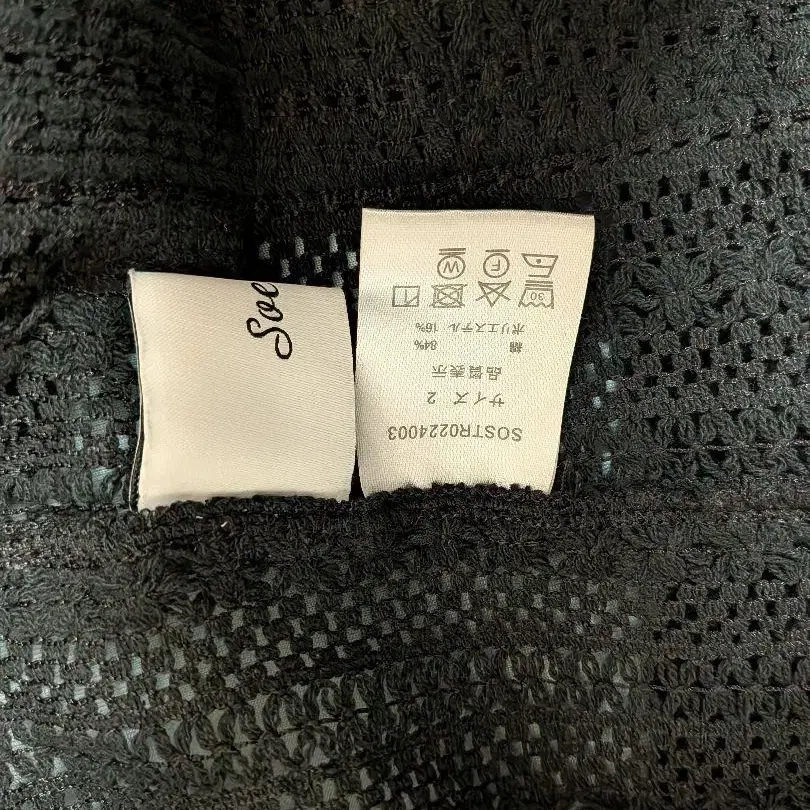 Soe
SOSTR0224003
サイズ 2
品質表示
綿 84%
ポリエステル 16%
30
F
W